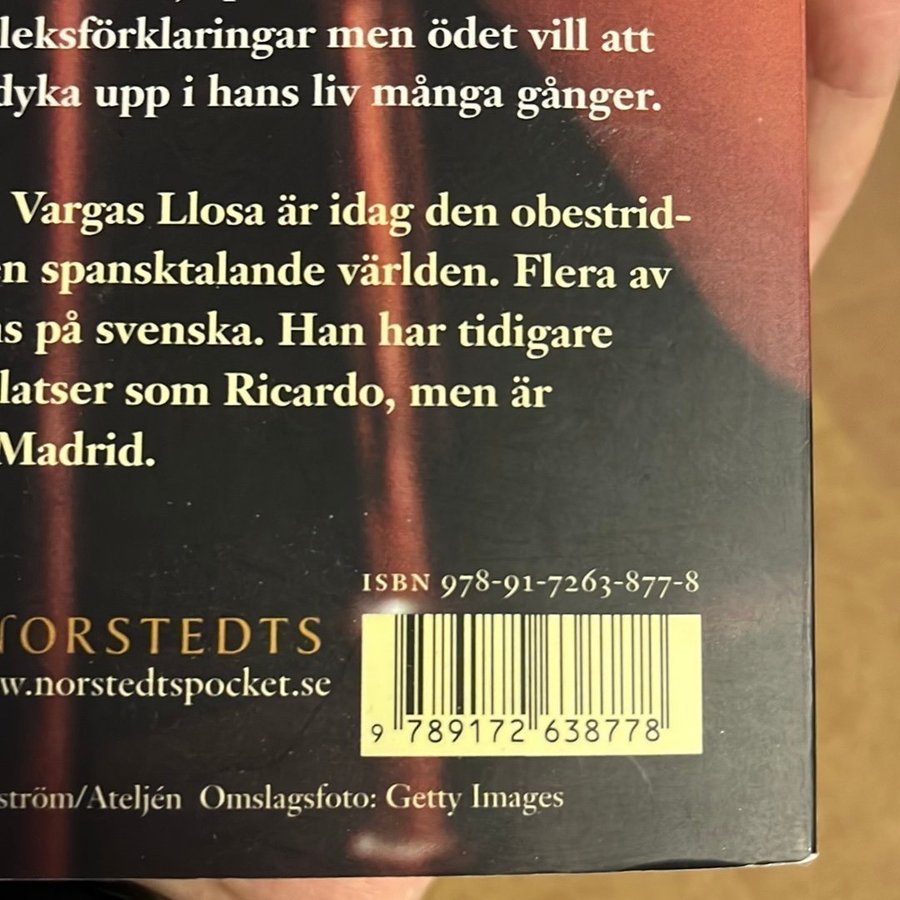 leksförklaringar men ödet vill att
dyka upp i hans liv många gånger.
Vargas Llosa är idag den obestrid-
en spansktalande världen. Flera av
s på svenska. Han har tidigare
latser som Ricardo, men är
Madrid.
ISBN 978-91-7263-877-8
NORSTEDTS
w.norstedtspocket.se
9 789172 638778
ström/Ateljén Omslagsfoto: Getty Images